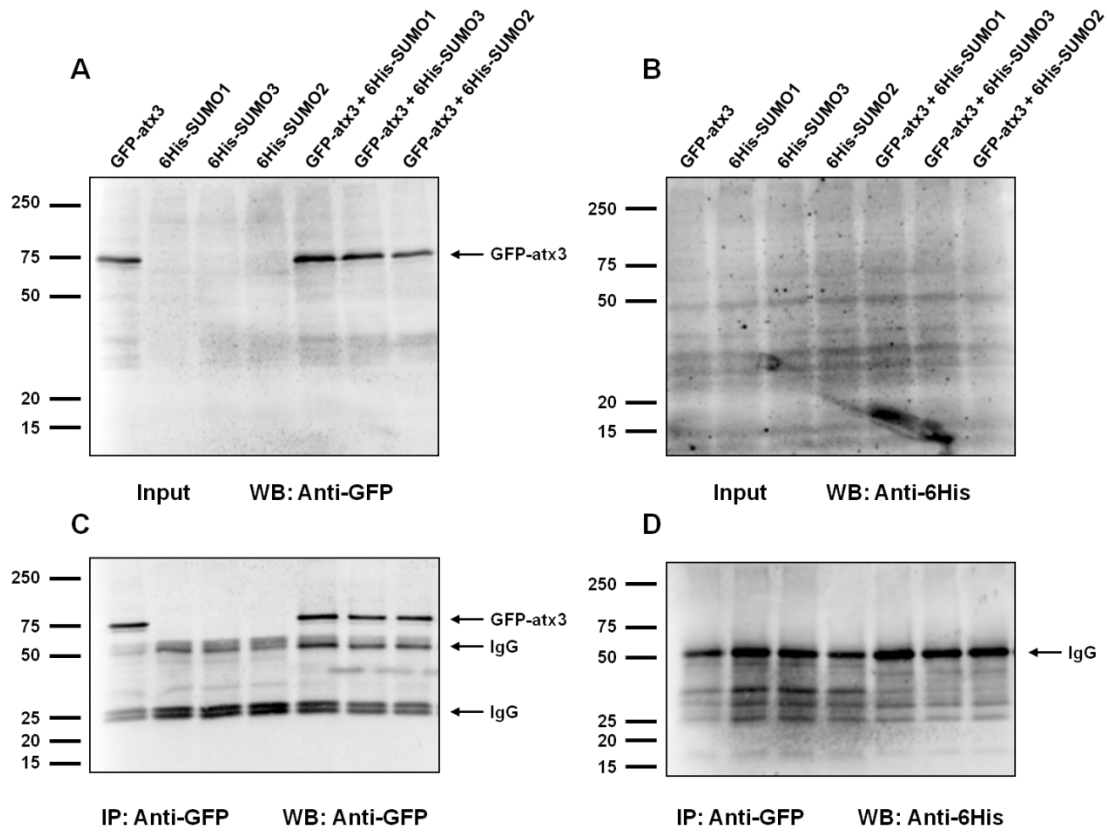 A
GFP-atx3
6His-SUMO1
6His-SUMO3
6His-SUMO2
GFP-atx3 + 6His-SUMO1
GFP-atx3 + 6His-SUMO3
GFP-atx3 + 6His-SUMO2
250
75
50
20
15
GFP-atx3
Input WB: Anti-GFP
B
GFP-atx3
6His-SUMO1
6His-SUMO3
6His-SUMO2
GFP-atx3 + 6His-SUMO1
GFP-atx3 + 6His-SUMO3
GFP-atx3 + 6His-SUMO2
250
75
50
20
15
Input WB: Anti-6His
C
250
75
50
25
20
15
GFP-atx3
IgG
IgG
IP: Anti-GFP WB: Anti-GFP
D
250
75
50
25
20
15
IgG
IP: Anti-GFP WB: Anti-6His